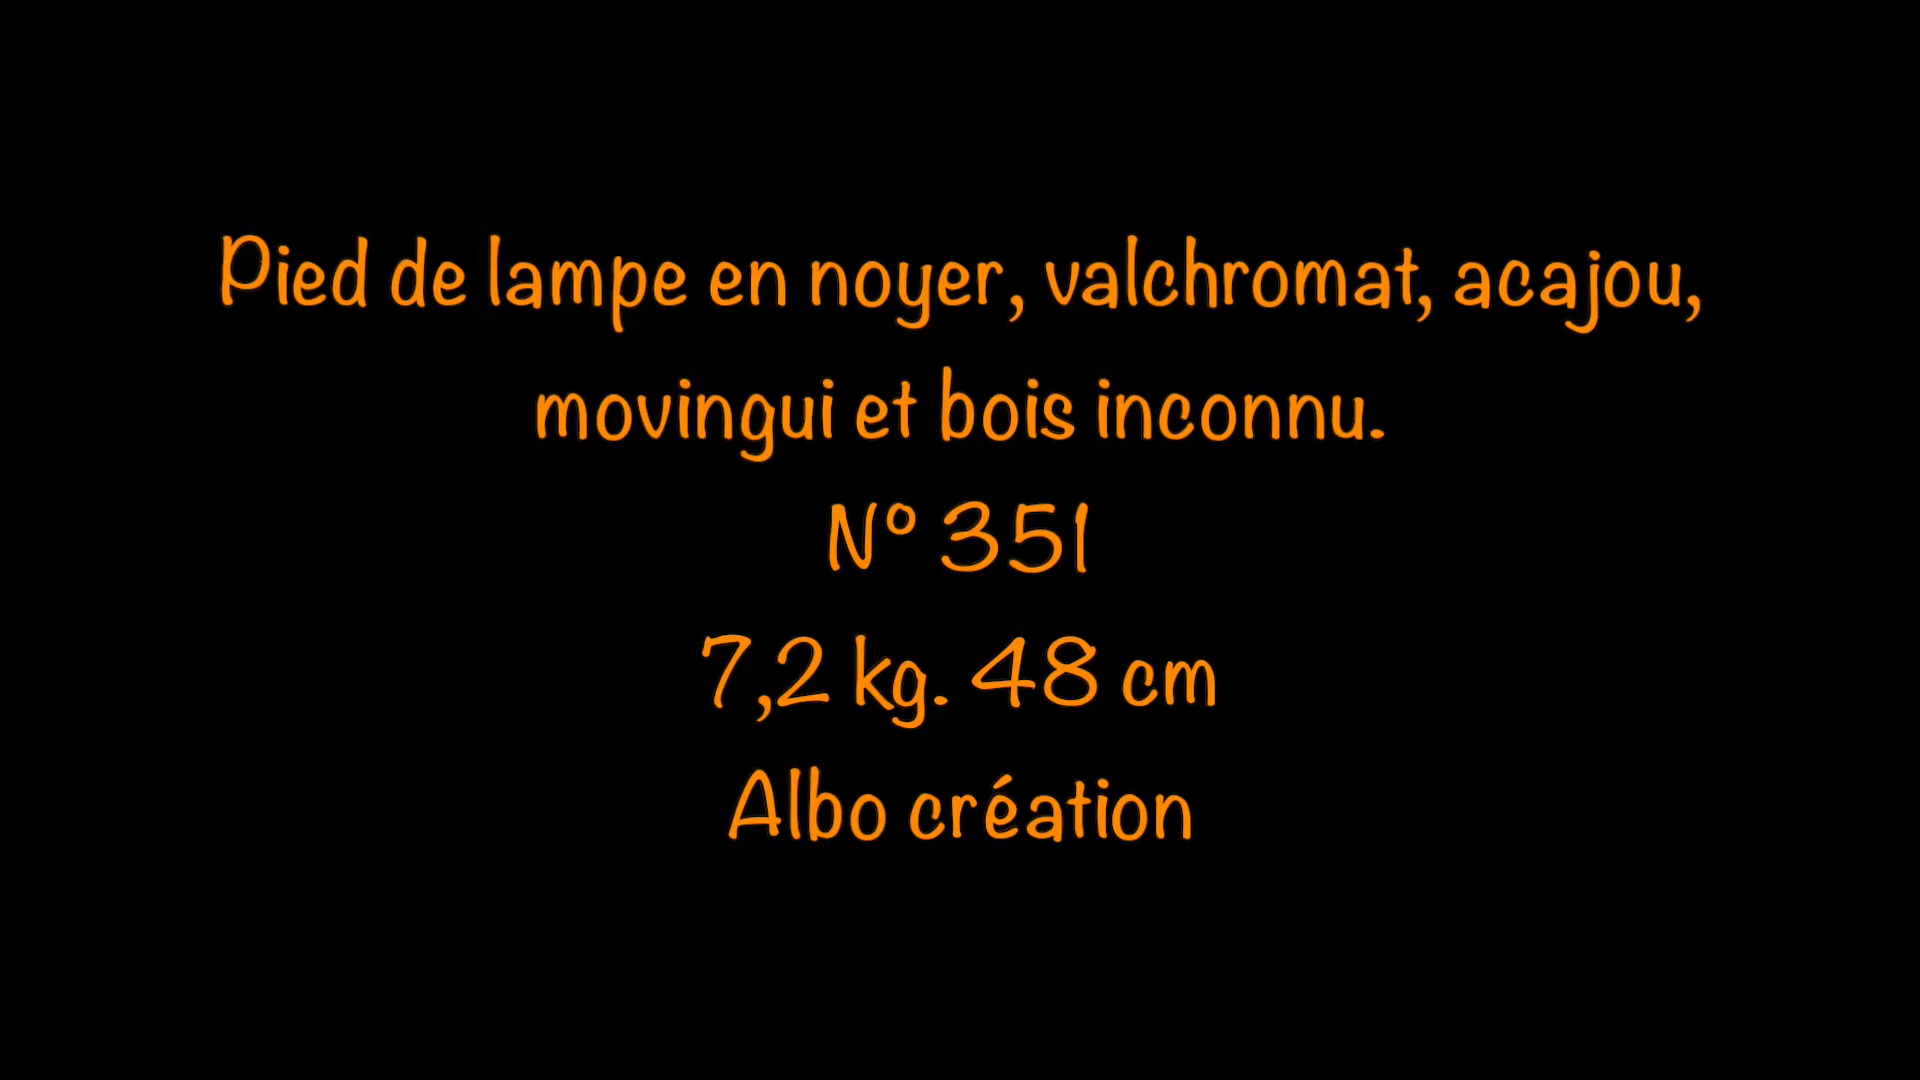 Pied de lampe en noyer, valchromat, acajou,
movingui et bois inconnu.
N° 351
7,2 kg. 48 cm
Albo création